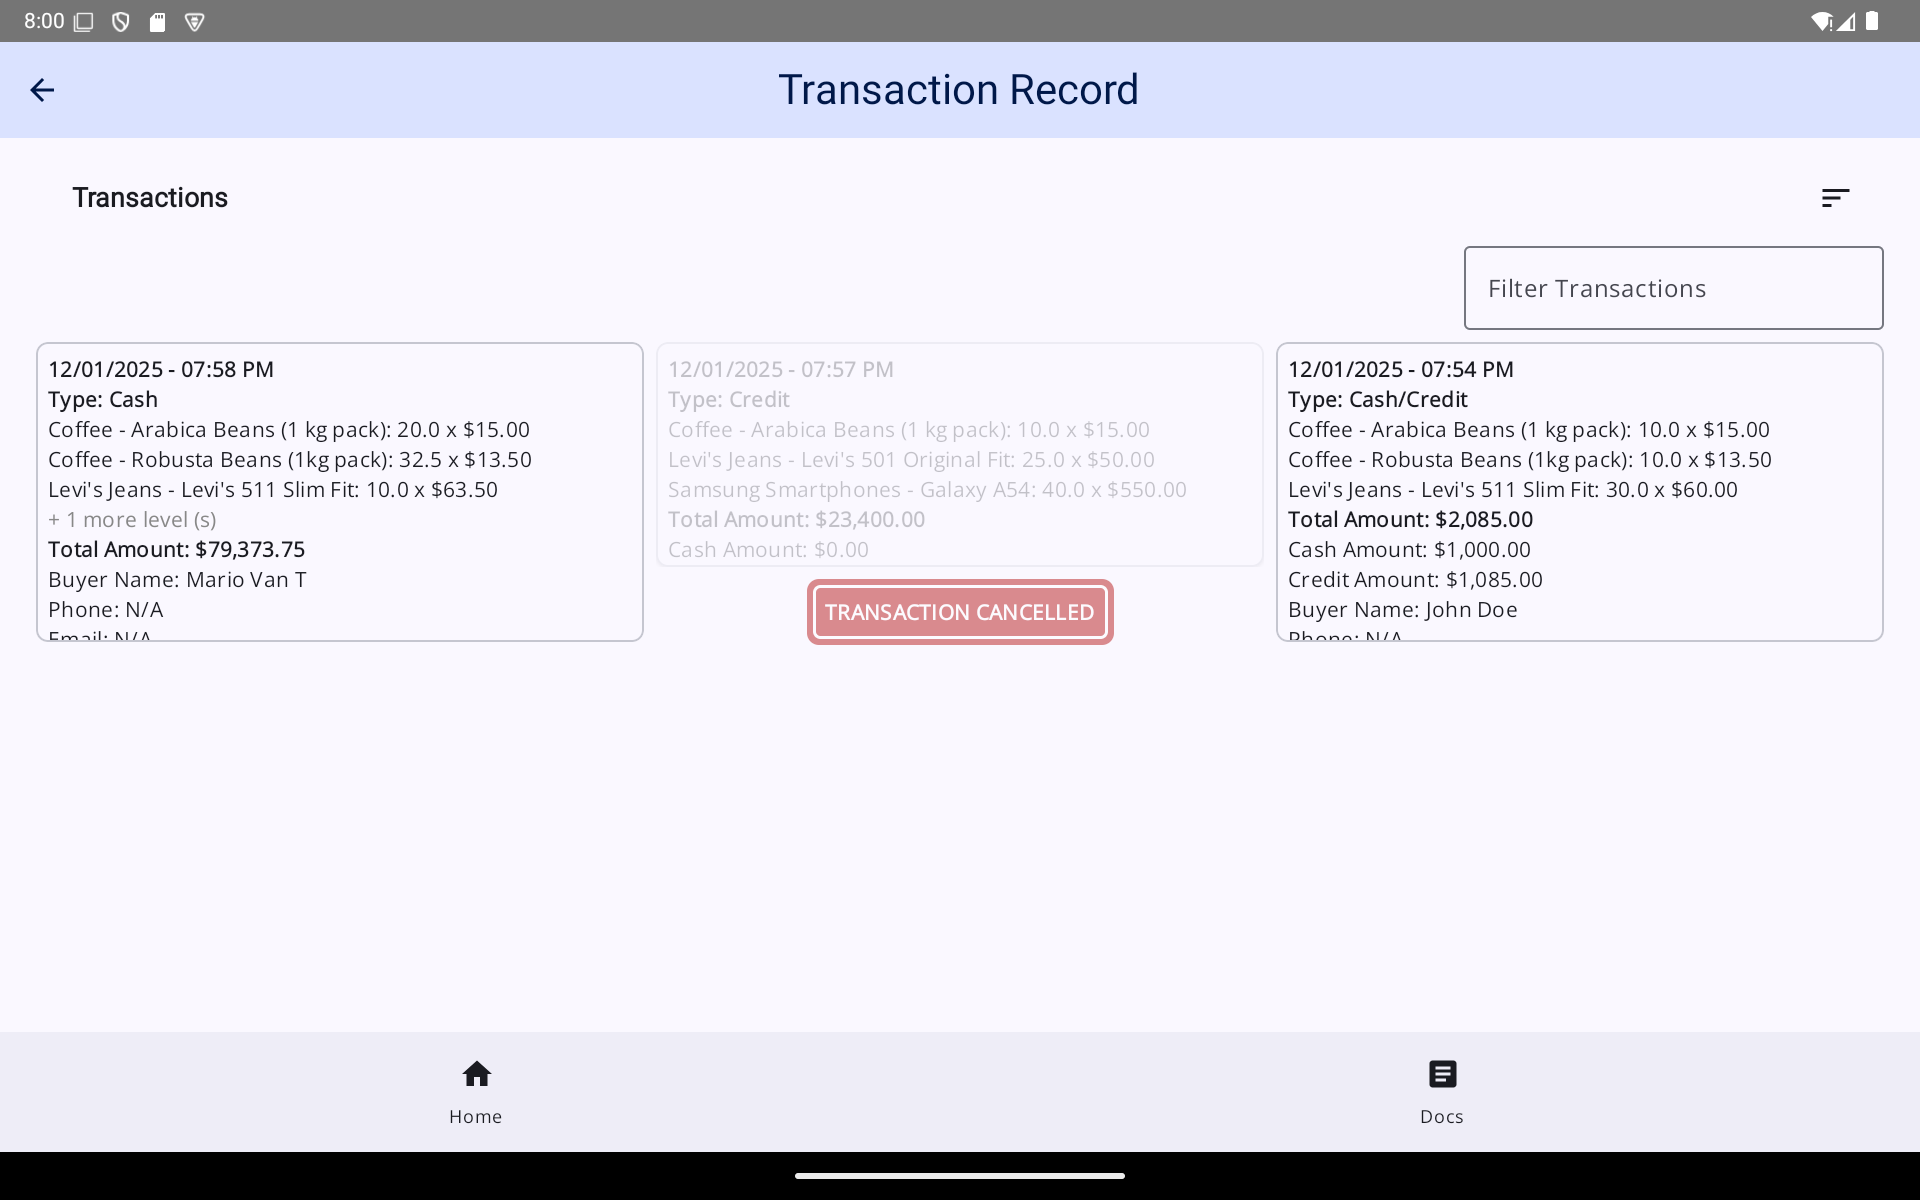 8:00
Transaction Record
Transactions
Filter Transactions
12/01/2025 - 07:58 PM
Type: Cash
Coffee - Arabica Beans (1 kg pack): 20.0 x $15.00
Coffee - Robusta Beans (1kg pack): 32.5 x $13.50
Levi's Jeans - Levi's 511 Slim Fit: 10.0 x $63.50
+ 1 more level (s)
Total Amount: $79,373.75
Buyer Name: Mario Van T
Phone: N/A
Email: N/A
12/01/2025 - 07:57 PM
Type: Credit
Coffee - Arabica Beans (1 kg pack): 10.0 x $15.00
Levi's Jeans - Levi's 501 Original Fit: 25.0 x $50.00
Samsung Smartphones - Galaxy A54: 40.0 x $550.00
Total Amount: $23,400.00
Cash Amount: $0.00
TRANSACTION CANCELLED
12/01/2025 - 07:54 PM
Type: Cash/Credit
Coffee - Arabica Beans (1 kg pack): 10.0 x $15.00
Coffee - Robusta Beans (1kg pack): 10.0 x $13.50
Levi's Jeans - Levi's 511 Slim Fit: 30.0 x $60.00
Total Amount: $2,085.00
Cash Amount: $1,000.00
Credit Amount: $1,085.00
Buyer Name: John Doe
Phone: N/A
Home
Docs